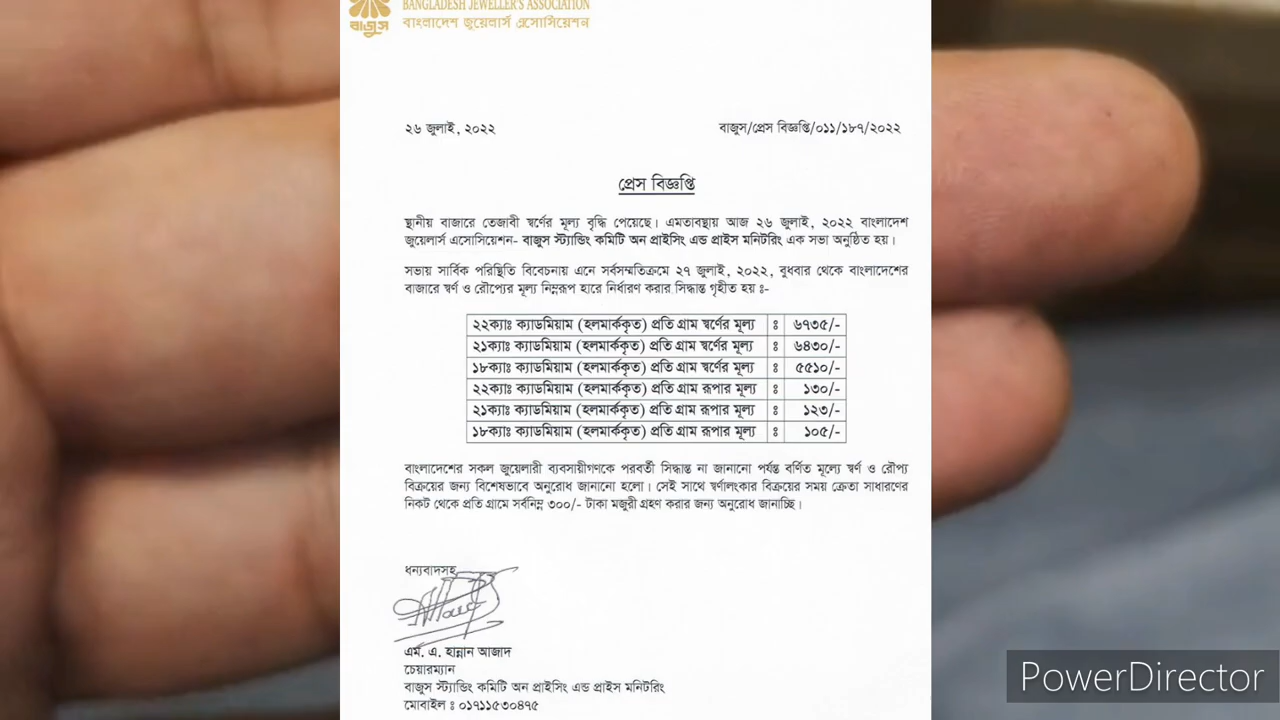 BANGLADESH JEWELLER'S ASSOCIATION
বাজুস
বাংলাদেশ জুয়েলার্স এসোসিয়েশন
২৬ জুলাই, ২০২২
বাজুস/প্রেস বিজ্ঞপ্তি/০১১/১৮৭/২০২২
প্রেস বিজ্ঞপ্তি
স্থানীয় বাজারে তেজাবী স্বর্ণের মূল্য বৃদ্ধি পেয়েছে। এমতাবস্থায় আজ ২৬ জুলাই, ২০২২ বাংলাদেশ
জুয়েলার্স এসোসিয়েশন- বাজুস স্ট্যান্ডিং কমিটি অন প্রাইসিং এন্ড প্রাইস মনিটরিং এক সভা অনুষ্ঠিত হয়।
সভায় সার্বিক পরিস্থিতি বিবেচনায় এনে সর্বসম্মতিক্রমে ২৭ জুলাই, ২০২২, বুধবার থেকে বাংলাদেশের
বাজারে স্বর্ণ ও রৌপ্যের মূল্য নিম্নরূপ হারে নির্ধারণ করার সিদ্ধান্ত গৃহীত হয় ঃ-
২২ক্যাঃ ক্যাডমিয়াম (হলমার্ককৃত) প্রতি গ্রাম স্বর্ণের মূল্য ঃ ৬৭৩৫/-
২১ক্যাঃ ক্যাডমিয়াম (হলমার্ককৃত) প্রতি গ্রাম স্বর্ণের মূল্য ঃ ৬৪৩০/-
১৮ক্যাঃ ক্যাডমিয়াম (হলমার্ককৃত) প্রতি গ্রাম স্বর্ণের মূল্য ঃ ৫৫১০/-
২২ক্যাঃ ক্যাডমিয়াম (হলমার্ককৃত) প্রতি গ্রাম রূপার মূল্য ঃ ১৩০/-
২১ক্যাঃ ক্যাডমিয়াম (হলমার্ককৃত) প্রতি গ্রাম রূপার মূল্য ঃ ১২৩/-
১৮ক্যাঃ ক্যাডমিয়াম (হলমার্ককৃত) প্রতি গ্রাম রূপার মূল্য ঃ ১০৫/-
বাংলাদেশের সকল জুয়েলারী ব্যবসায়ীগণকে পরবর্তী সিদ্ধান্ত না জানানো পর্যন্ত বর্ণিত মূল্যে স্বর্ণ ও রৌপ্য
বিক্রয়ের জন্য বিশেষভাবে অনুরোধ জানানো হলো। সেই সাথে স্বর্ণালংকার বিক্রয়ের সময় ক্রেতা সাধারণের
নিকট থেকে প্রতি গ্রামে সর্বনিম্ন ৩০০/- টাকা মজুরী গ্রহণ করার জন্য অনুরোধ জানাচ্ছি।
ধন্যবাদসহ
এম. এ. হান্নান আজাদ
চেয়ারম্যান
বাজুস স্ট্যান্ডিং কমিটি অন প্রাইসিং এন্ড প্রাইস মনিটরিং
মোবাইল ঃ ০১৭১১৫৩০৪৭৫
PowerDirector